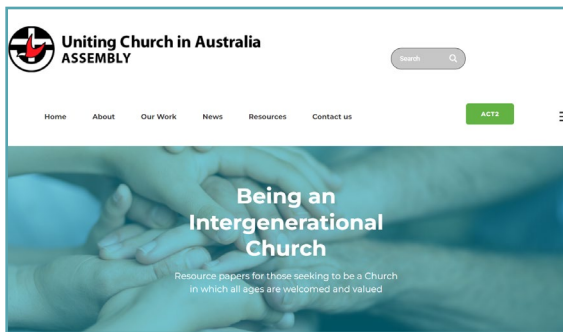 Uniting Church in Australia
ASSEMBLY
Search
Home About Our Work News Resources Contact us
ACT2
Being an
Intergenerational
Church
Resource papers for those seeking to be a Church
in which all ages are welcomed and valued